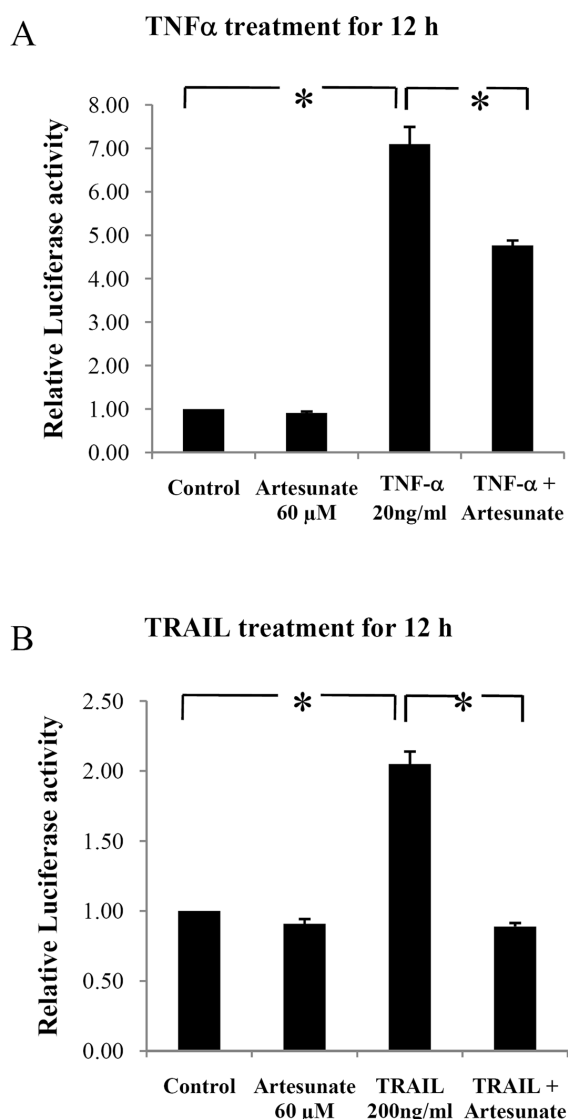 A
TNFα treatment for 12 h
*
*
Relative Luciferase activity
8.00
7.00
6.00
5.00
4.00
3.00
2.00
1.00
0.00
Control
Artesunate
60 μM
TNF-α
20ng/ml
TNF-α +
Artesunate
B
TRAIL treatment for 12 h
*
*
Relative Luciferase activity
2.50
2.00
1.50
1.00
0.50
0.00
Control
Artesunate
60 μM
TRAIL
200ng/ml
TRAIL +
Artesunate